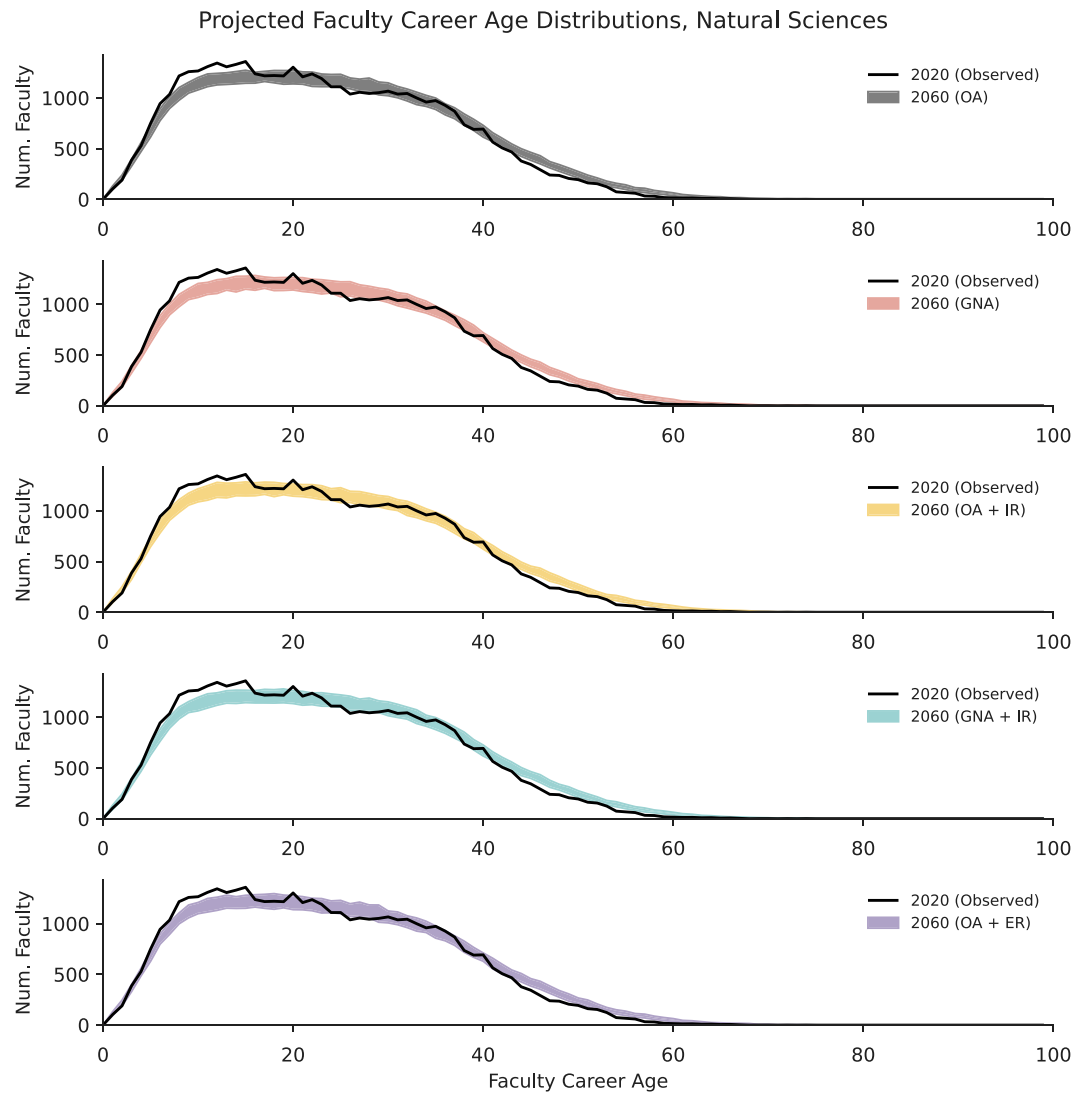 Projected Faculty Career Age Distributions, Natural Sciences
Num. Faculty
1000
500
0
2020 (Observed)
2060 (OA)
0 20 40 60 80 100
Num. Faculty
1000
500
0
2020 (Observed)
2060 (GNA)
0 20 40 60 80 100
Num. Faculty
1000
500
0
2020 (Observed)
2060 (OA + IR)
0 20 40 60 80 100
Num. Faculty
1000
500
0
2020 (Observed)
2060 (GNA + IR)
0 20 40 60 80 100
Num. Faculty
1000
500
0
2020 (Observed)
2060 (OA + ER)
0 20 40 60 80 100
Faculty Career Age